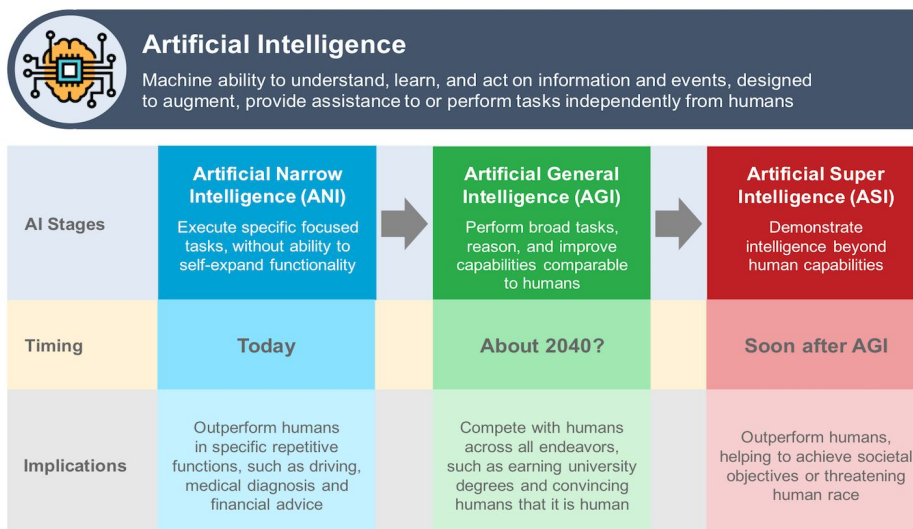 Artificial Intelligence
Machine ability to understand, learn, and act on information and events, designed
to augment, provide assistance to or perform tasks independently from humans
AI Stages
Artificial Narrow
Intelligence (ANI)
Execute specific focused
tasks, without ability to
self-expand functionality
Artificial General
Intelligence (AGI)
Perform broad tasks,
reason, and improve
capabilities comparable
to humans
Artificial Super
Intelligence (ASI)
Demonstrate
intelligence beyond
human capabilities
Timing
Today
About 2040?
Soon after AGI
Implications
Outperform humans
in specific repetitive
functions, such as driving,
medical diagnosis and
financial advice
Compete with humans
across all endeavors,
such as earning university
degrees and convincing
humans that it is human
Outperform humans,
helping to achieve societal
objectives or threatening
human race